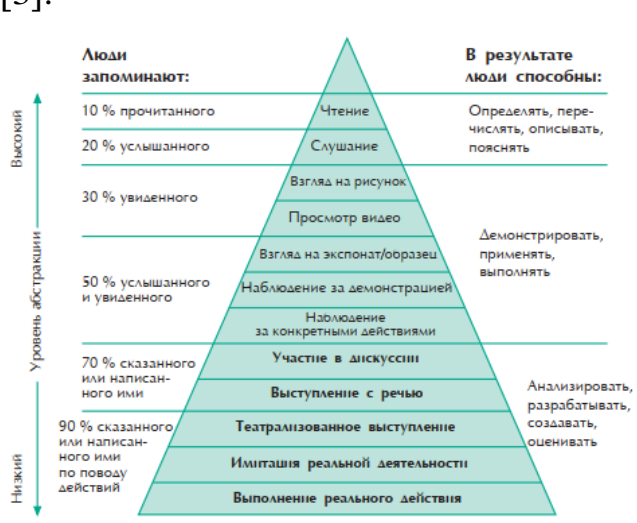 [3].
Люди
запоминают:
В результате
люди способны:
Высокий
Уровень абстракции
Низкий
10 % прочитанного
Чтение
Определять, пере-
числять, описывать,
пояснять
20 % услышанного
Слушание
30 % увиденного
Взгляд на рисунок
Просмотр видео
Демонстрировать,
применять,
выполнять
50 % услышанного
и увиденного
Взгляд на экспонат/образец
Наблюдение за демонстрацией
Наблюдение
за конкретными действиями
70 % сказанного
или написан-
ного ими
Участие в дискуссии
Выступление с речью
Анализировать,
разрабатывать,
создавать,
оценивать
90 % сказанного
или написан-
ного ими
по поводу
действий
Театрализованное выступление
Имитация реальной деятельности
Выполнение реального действия